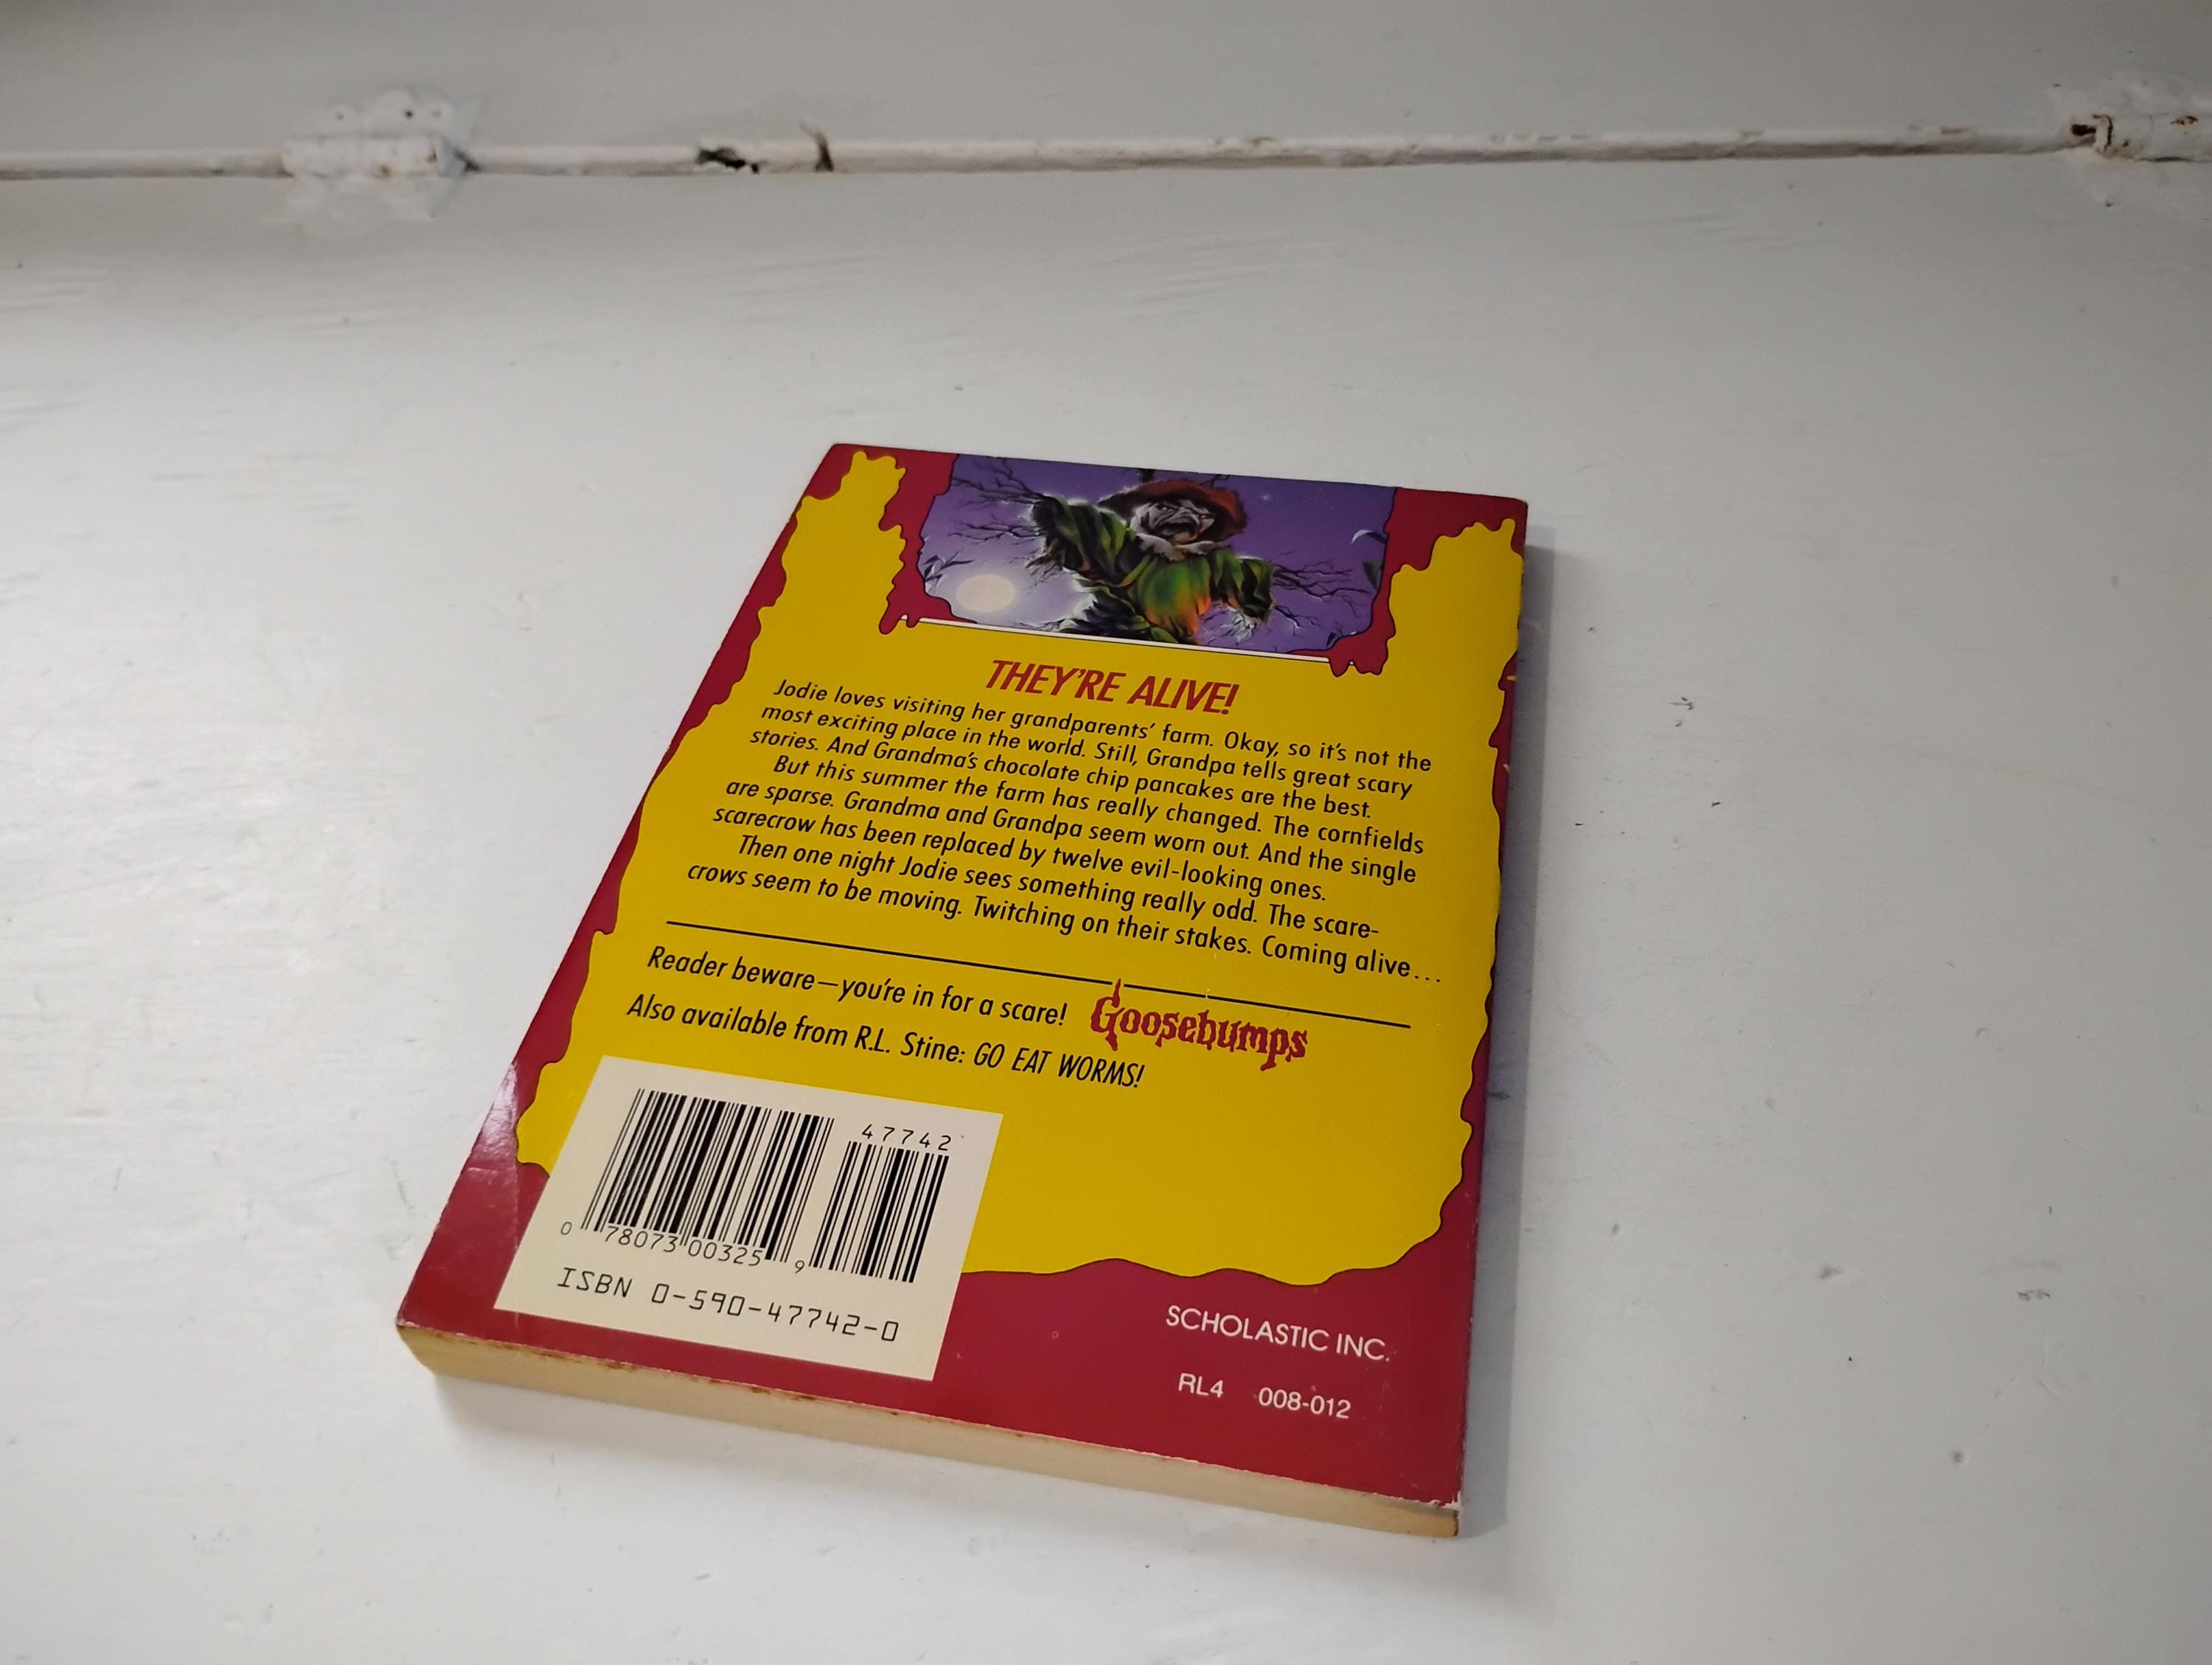 THEY'RE ALIVE!
Jodie loves visiting her grandparents' farm. Okay, so it's not the
most exciting place in the world. Still, Grandpa tells great scary
stories. And Grandma's chocolate chip pancakes are the best.
But this summer the farm has really changed. The cornfields
are sparse. Grandma and Grandpa seem worn out. And the single
scarecrow has been replaced by twelve evil-looking ones.
Then one night Jodie sees something really odd. The scare-
crows seem to be moving. Twitching on their stakes. Coming alive...
Reader beware—you're in for a scare! Goosebumps
Also available from R.L. Stine: GO EAT WORMS!
47742
0 78073 00325 9
ISBN 0-590-47742-0
SCHOLASTIC INC.
RL4 008-012